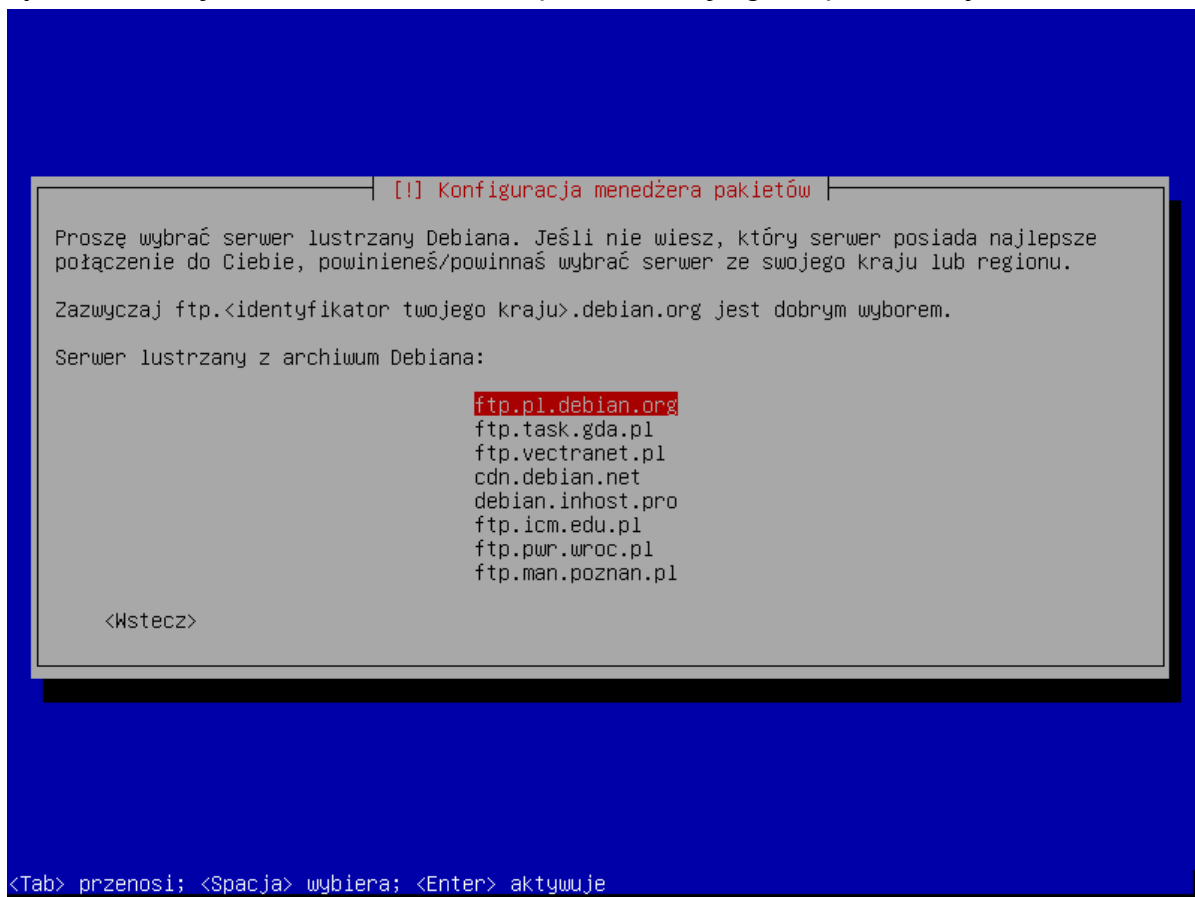 [!] Konfiguracja menedżera pakietów
Proszę wybrać serwer lustrzany Debiana. Jeśli nie wiesz, który serwer posiada najlepsze
połączenie do Ciebie, powinieneś/powinnaś wybrać serwer ze swojego kraju lub regionu.
Zazwyczaj ftp.<identyfikator twojego kraju>.debian.org jest dobrym wyborem.
Serwer lustrzany z archiwum Debiana:
ftp.pl.debian.org
ftp.task.gda.pl
ftp.vectranet.pl
cdn.debian.net
debian.inhost.pro
ftp.icm.edu.pl
ftp.pwr.wroc.pl
ftp.man.poznan.pl
<Wstecz>
<Tab> przenosi; <Spacja> wybiera; <Enter> aktywuje